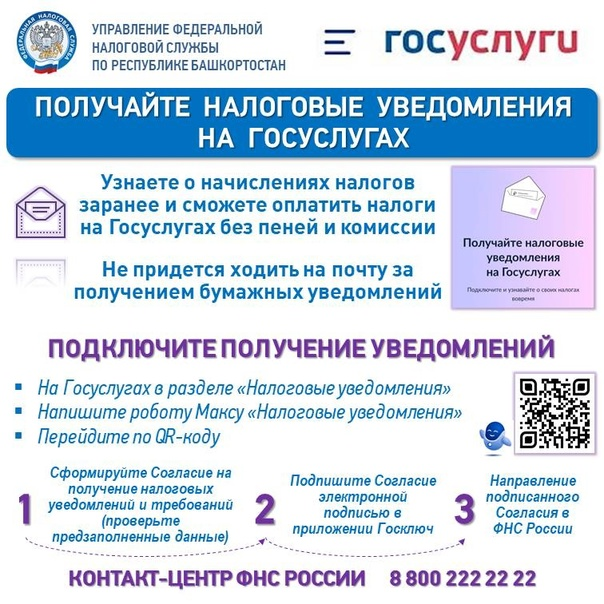 УПРАВЛЕНИЕ ФЕДЕРАЛЬНОЙ
НАЛОГОВОЙ СЛУЖБЫ
ПО РЕСПУБЛИКЕ БАШКОРТОСТАН
госуслуги
ПОЛУЧАЙТЕ НАЛОГОВЫЕ УВЕДОМЛЕНИЯ
НА ГОСУСЛУГАХ
Узнаете о начислениях налогов
заранее и сможете оплатить налоги
на Госуслугах без пеней и комиссии
Не придется ходить на почту за
получением бумажных уведомлений
Получайте налоговые
уведомления
на Госуслугах
Подключите и узнавайте о своих налогах
вовремя
ПОДКЛЮЧИТЕ ПОЛУЧЕНИЕ УВЕДОМЛЕНИЙ
▪ На Госуслугах в разделе «Налоговые уведомления»
▪ Напишите роботу Максу «Налоговые уведомления»
▪ Перейдите по QR-коду
1
Сформируйте Согласие на
получение налоговых
уведомлений и требований
(проверьте
предзаполненные данные)
2
Подпишите Согласие
электронной
подписью в
приложении Госключ
3
Направление
подписанного
Согласия в
ФНС России
КОНТАКТ-ЦЕНТР ФНС РОССИИ 8 800 222 22 22